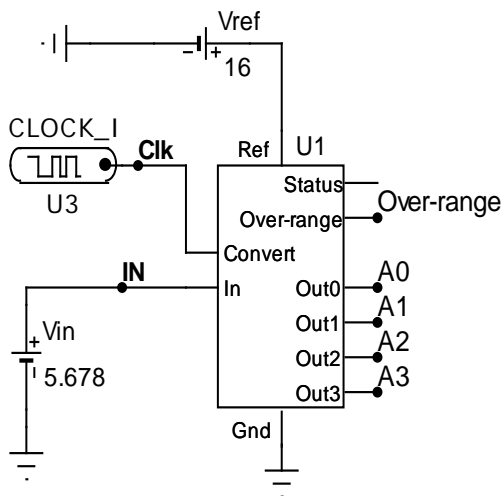 Vref
16
CLOCK_I
Clk
U3
Ref
U1
Status
Over-range
Over-range
Convert
IN
In
Out0
A0
Out1
A1
Out2
A2
Out3
A3
Vin
5.678
Gnd